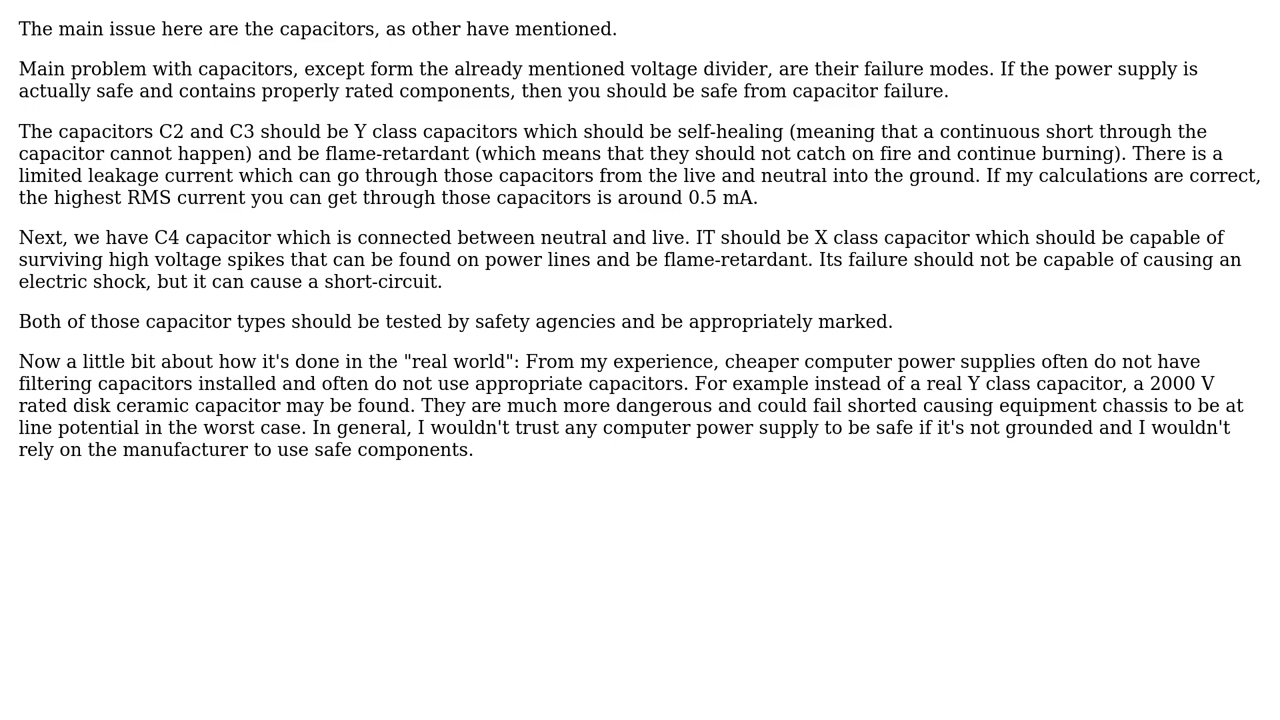 The main issue here are the capacitors, as other have mentioned.
Main problem with capacitors, except form the already mentioned voltage divider, are their failure modes. If the power supply is
actually safe and contains properly rated components, then you should be safe from capacitor failure.
The capacitors C2 and C3 should be Y class capacitors which should be self-healing (meaning that a continuous short through the
capacitor cannot happen) and be flame-retardant (which means that they should not catch on fire and continue burning). There is a
limited leakage current which can go through those capacitors from the live and neutral into the ground. If my calculations are correct,
the highest RMS current you can get through those capacitors is around 0.5 mA.
Next, we have C4 capacitor which is connected between neutral and live. IT should be X class capacitor which should be capable of
surviving high voltage spikes that can be found on power lines and be flame-retardant. Its failure should not be capable of causing an
electric shock, but it can cause a short-circuit.
Both of those capacitor types should be tested by safety agencies and be appropriately marked.
Now a little bit about how it's done in the "real world": From my experience, cheaper computer power supplies often do not have
filtering capacitors installed and often do not use appropriate capacitors. For example instead of a real Y class capacitor, a 2000 V
rated disk ceramic capacitor may be found. They are much more dangerous and could fail shorted causing equipment chassis to be at
line potential in the worst case. In general, I wouldn't trust any computer power supply to be safe if it's not grounded and I wouldn't
rely on the manufacturer to use safe components.